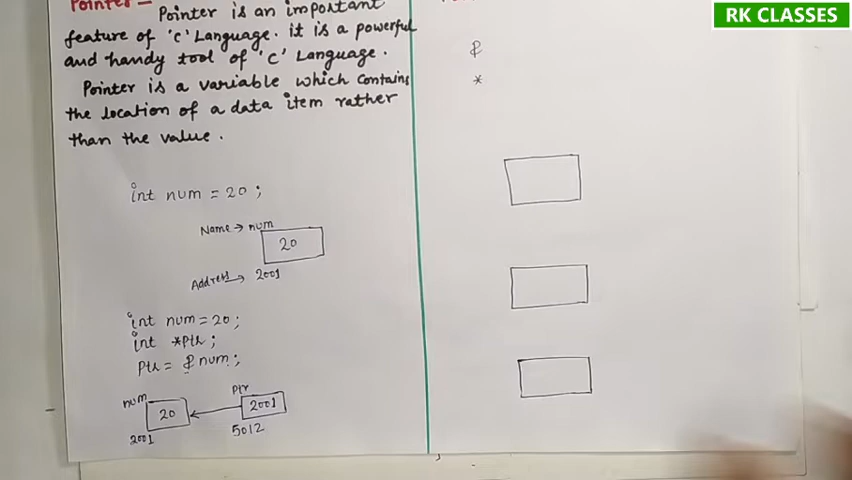 RK CLASSES
Pointer - Pointer is an important
feature of 'c' Language. it is a powerful
and handy tool of 'C' Language.
Pointer is a variable which contains
the location of a data item rather
than the value.
int num = 20;
Name → num
20
Address → 2001
int num = 20;
int *ptr;
Ptr = & num;
num
20
2001
ptr
2001
5012
&
*